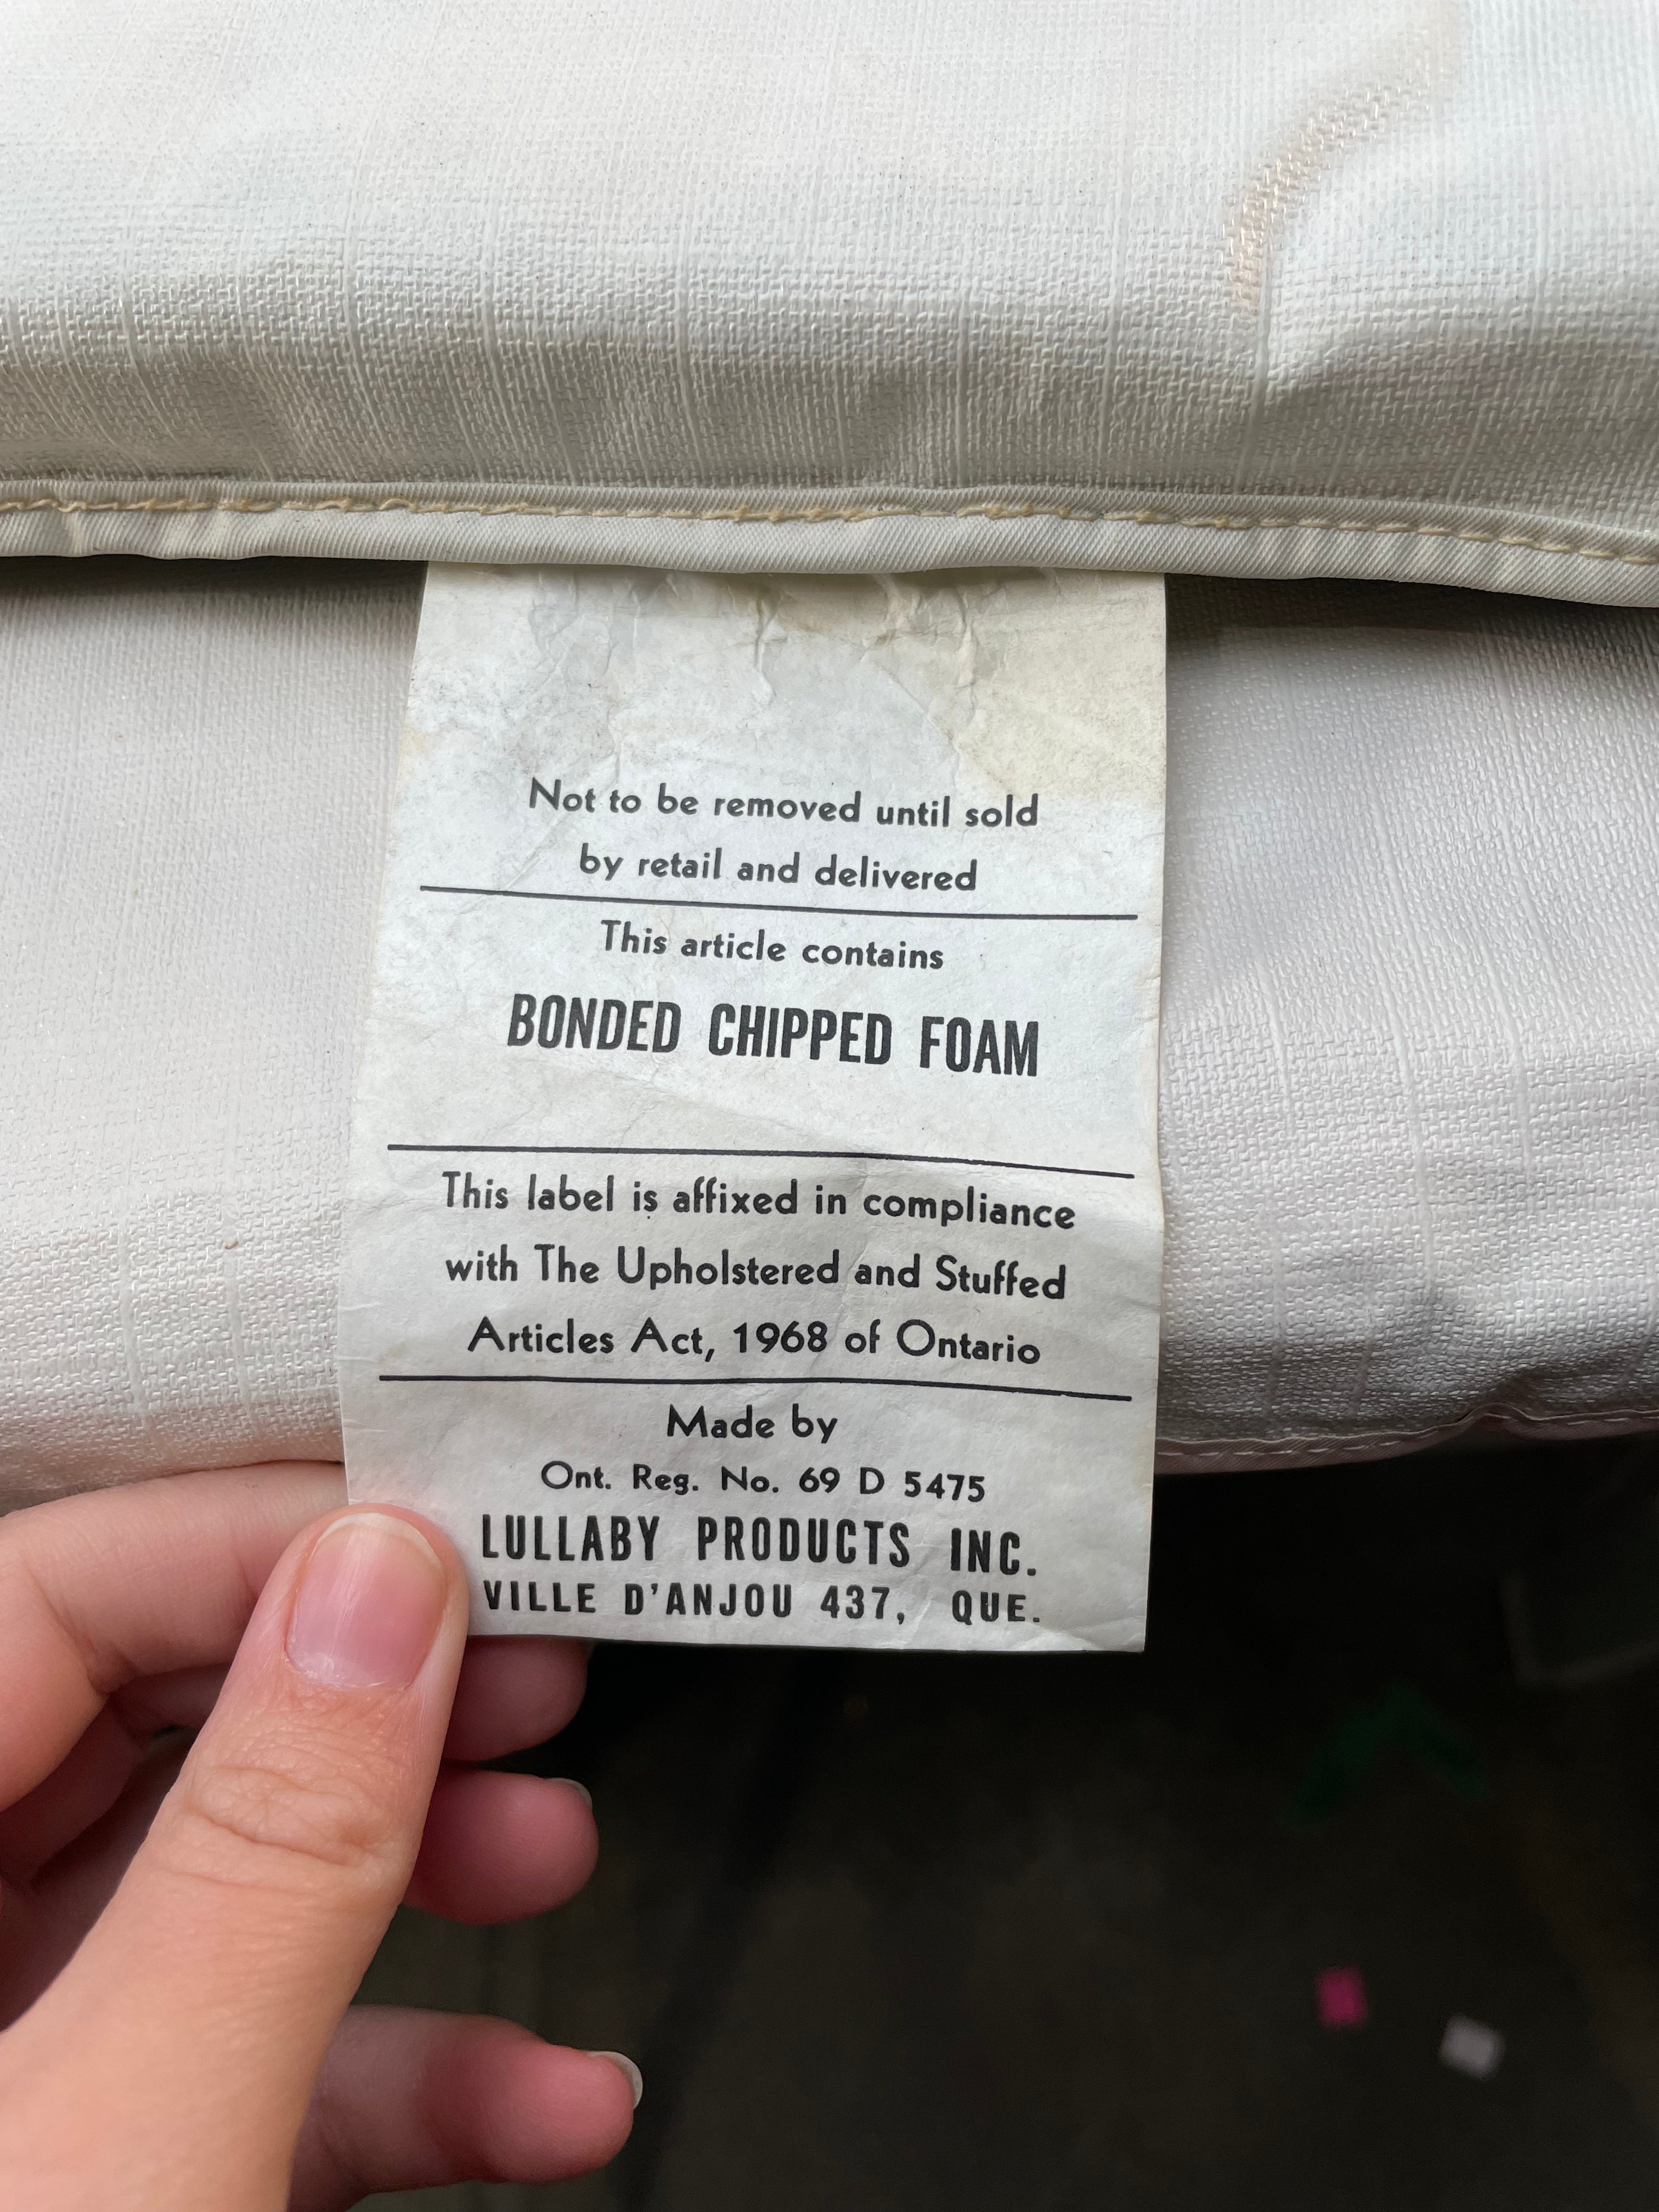 Not to be removed until sold
by retail and delivered
This article contains
BONDED CHIPPED FOAM
This label is affixed in compliance
with The Upholstered and Stuffed
Articles Act, 1968 of Ontario
Made by
Ont. Reg. No. 69 D 5475
LULLABY PRODUCTS INC.
VILLE D'ANJOU 437, QUE.